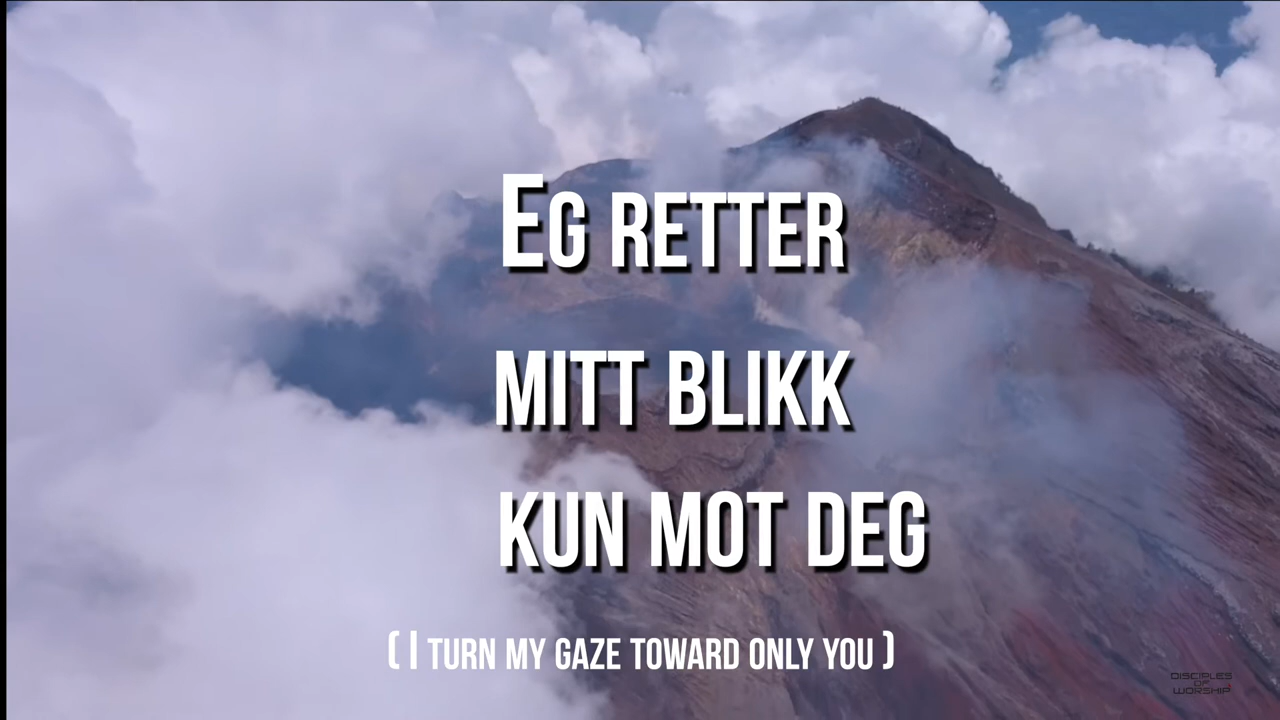 Eg retter
mitt blikk
kun mot deg
( I turn my gaze toward only you )
DISCIPLES
OF
WORSHIP